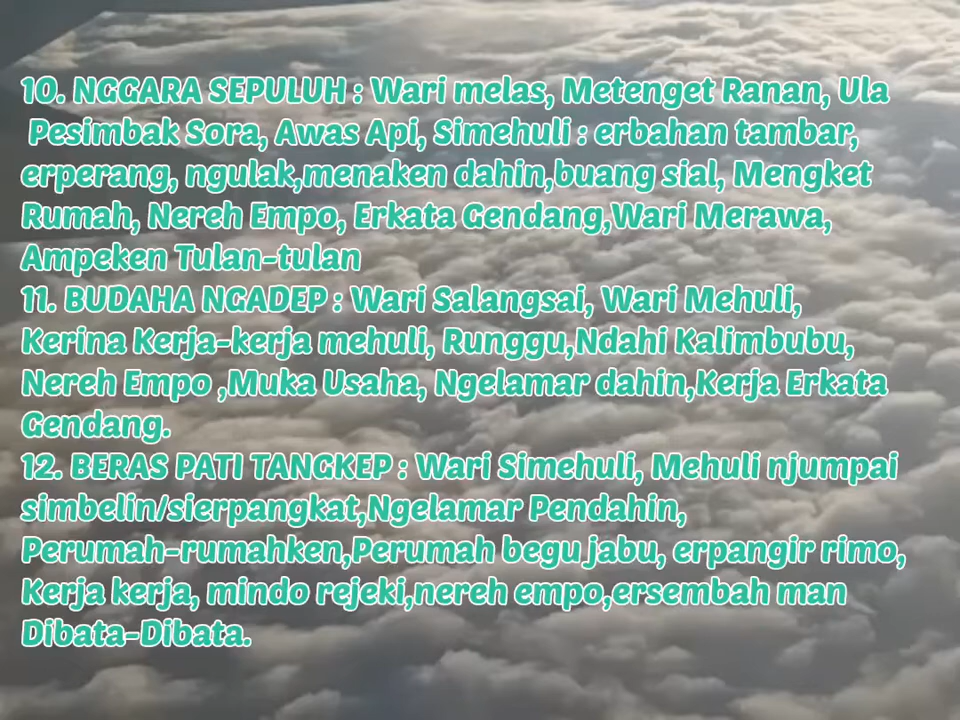 10. NGGARA SEPULUH : Wari melas, Metenget Ranan, Ula
Pesimbak Sora, Awas Api, Simehuli : erbahan tambar,
erperang, ngulak,menaken dahin,buang sial, Mengket
Rumah, Nereh Empo, Erkata Gendang,Wari Merawa,
Ampeken Tulan-tulan
11. BUDAHA NGADEP : Wari Salangsai, Wari Mehuli,
Kerina Kerja-kerja mehuli, Runggu,Ndahi Kalimbubu,
Nereh Empo ,Muka Usaha, Ngelamar dahin,Kerja Erkata
Gendang.
12. BERAS PATI TANGKEP : Wari Simehuli, Mehuli njumpai
simbelin/sierpangkat,Ngelamar Pendahin,
Perumah-rumahken,Perumah begu jabu, erpangir rimo,
Kerja kerja, mindo rejeki,nereh empo,ersembah man
Dibata-Dibata.